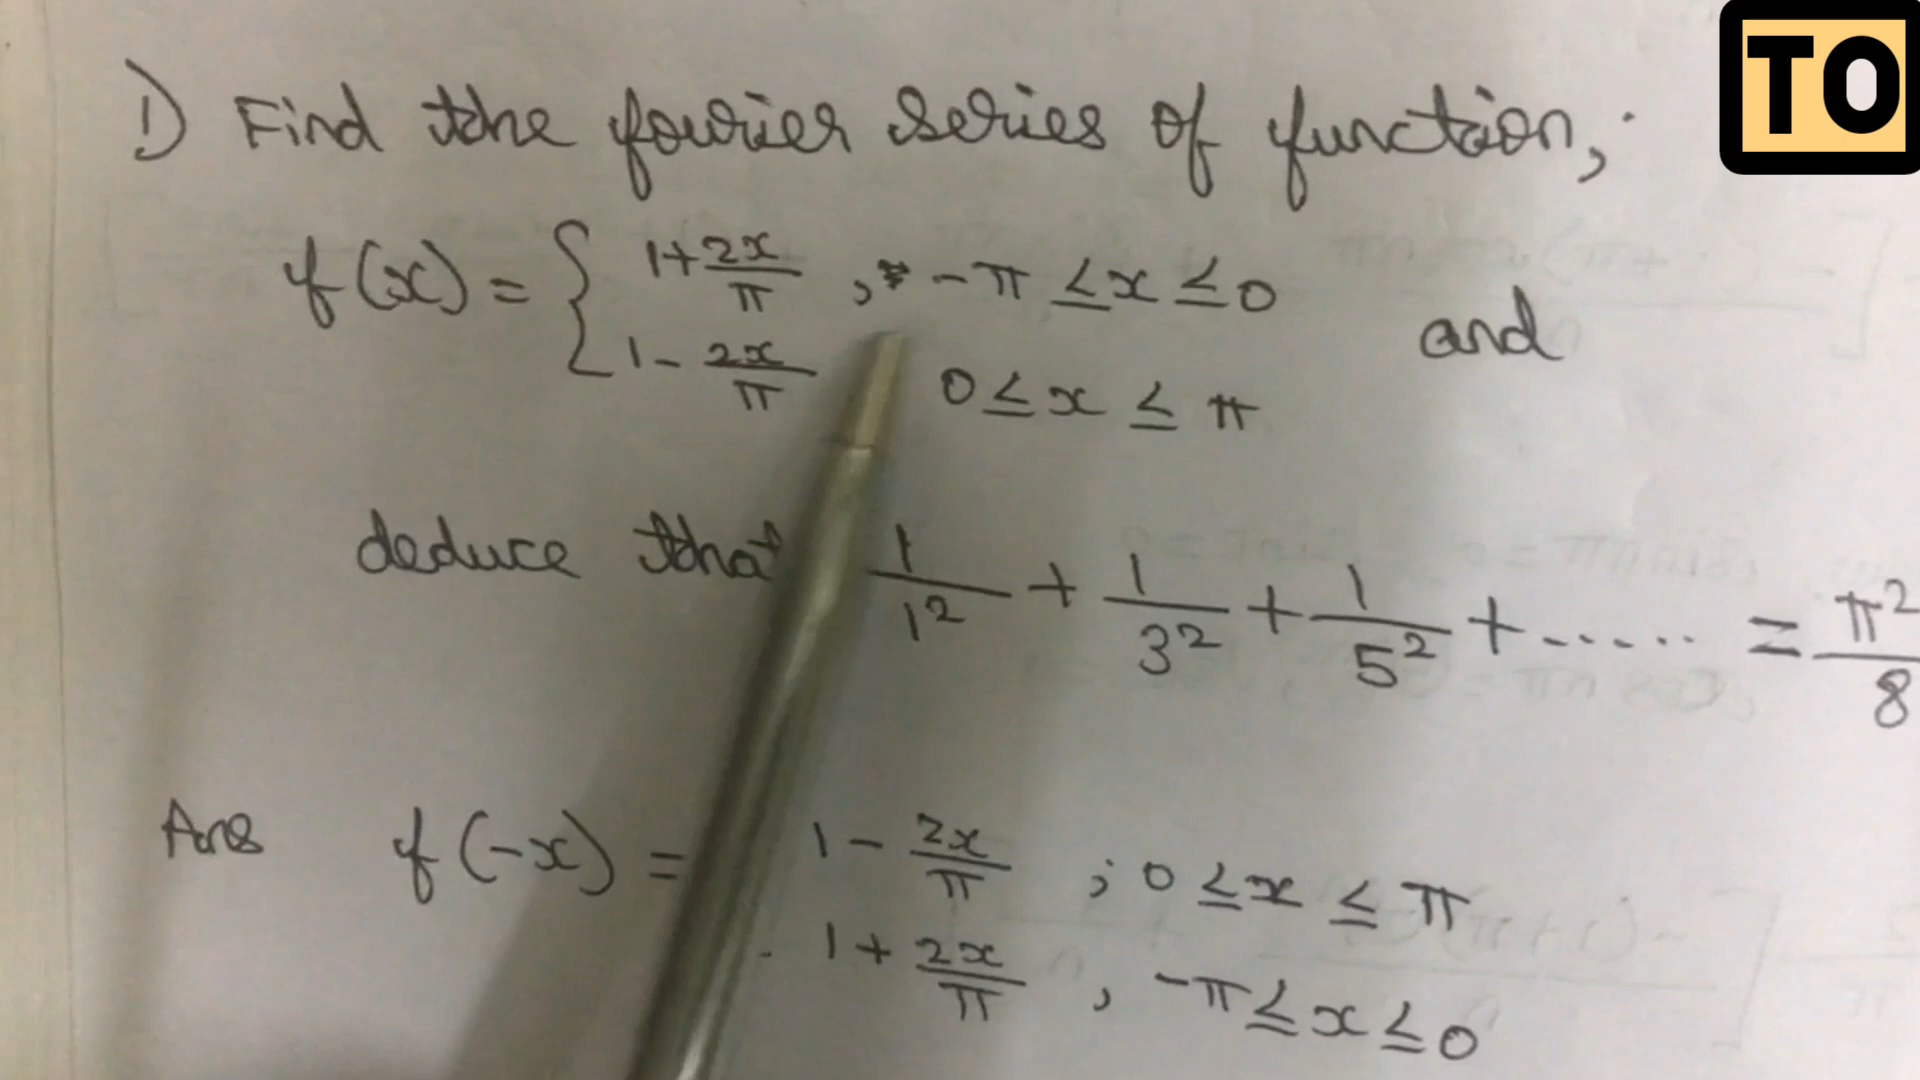 TO
1) Find the fourier series of function;
f(x) = { 1+2x/π , -π ≤ x ≤ 0
1 - 2x/π 0 ≤ x ≤ π and
deduce that 1/1² + 1/3² + 1/5² + ...... = π²/8
Ans f(-x) = 1 - 2x/π ; 0 ≤ x ≤ π
1 + 2x/π , -π ≤ x ≤ 0